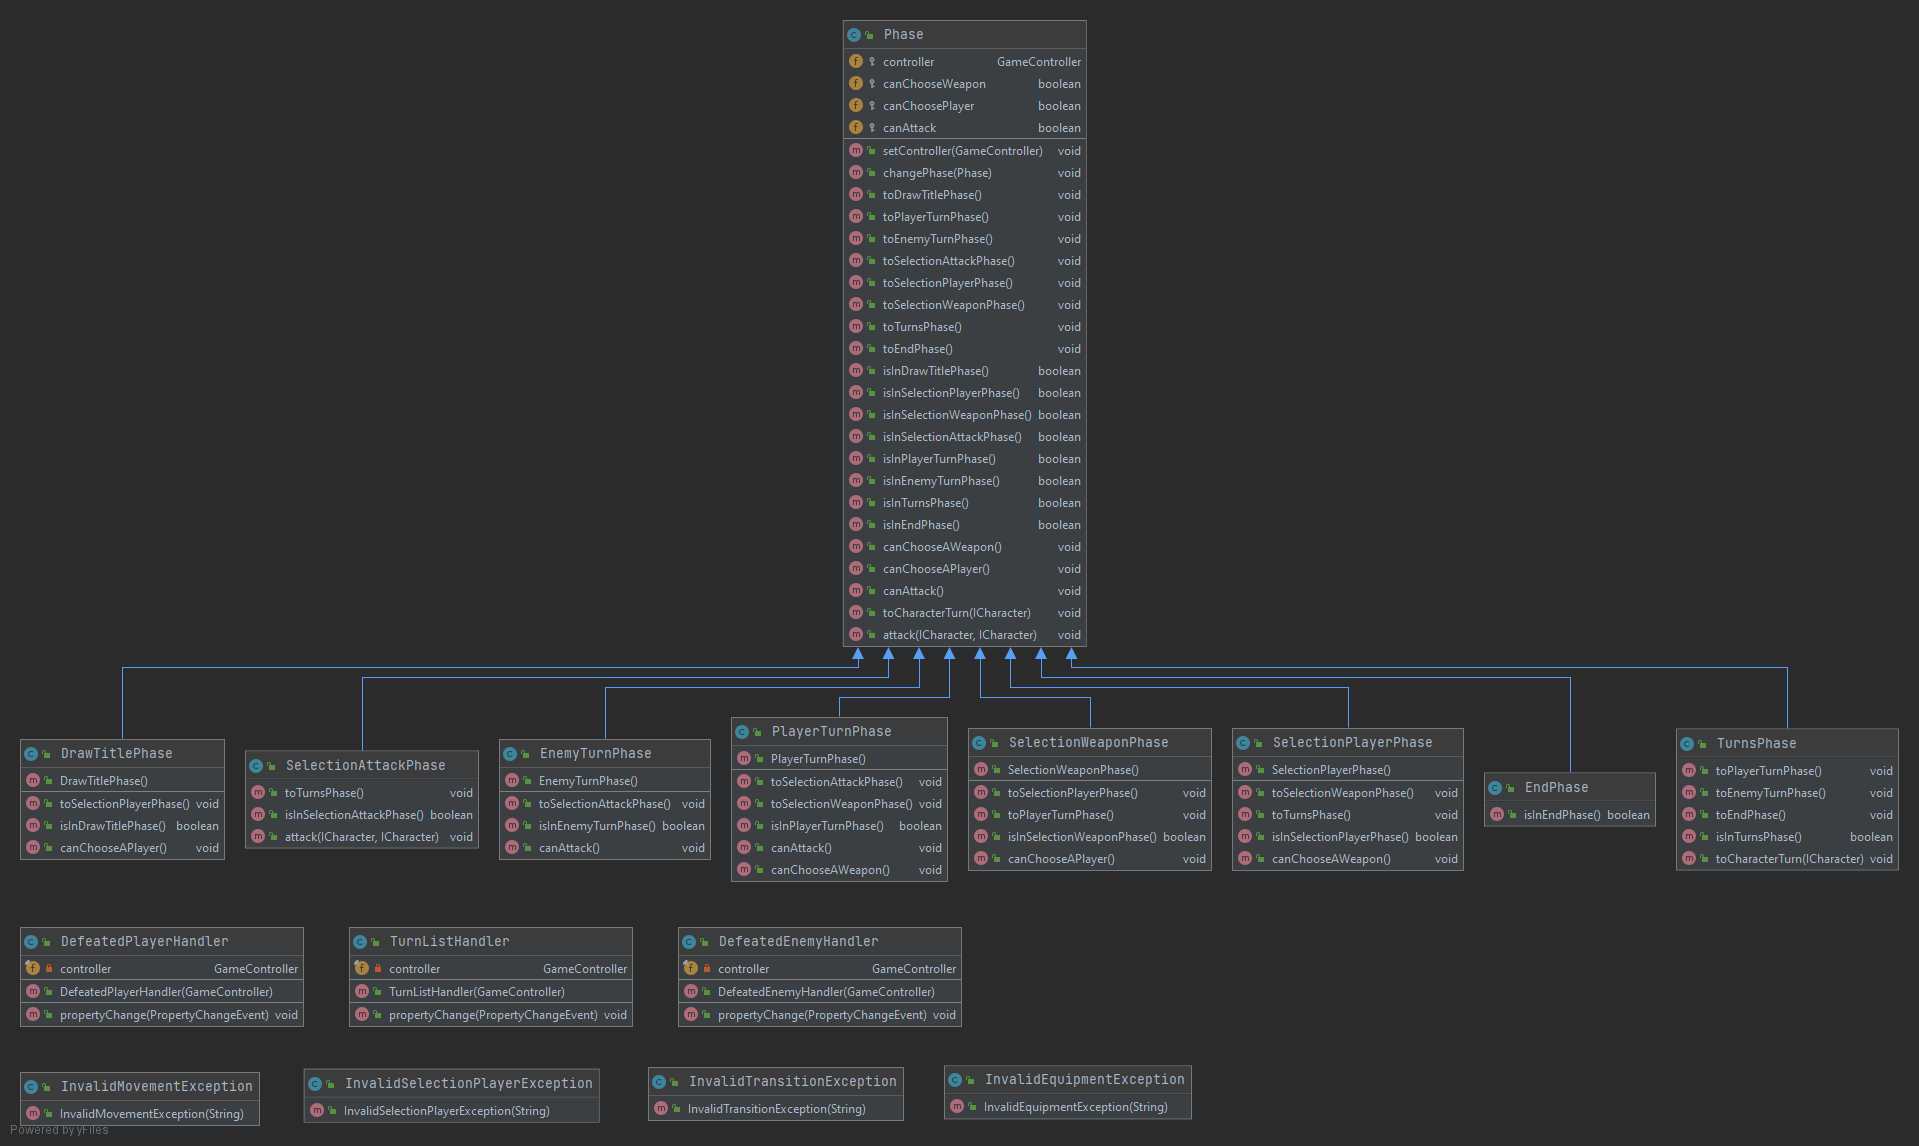 Phase
controller GameController
canChooseWeapon boolean
canChoosePlayer boolean
canAttack boolean
setController(GameController) void
changePhase(Phase) void
toDrawTitlePhase() void
toPlayerTurnPhase() void
toEnemyTurnPhase() void
toSelectionAttackPhase() void
toSelectionPlayerPhase() void
toSelectionWeaponPhase() void
toTurnsPhase() void
toEndPhase() void
isInDrawTitlePhase() boolean
isInSelectionPlayerPhase() boolean
isInSelectionWeaponPhase() boolean
isInSelectionAttackPhase() boolean
isInPlayerTurnPhase() boolean
isInEnemyTurnPhase() boolean
isInTurnsPhase() boolean
isInEndPhase() boolean
canChooseAWeapon() void
canChooseAPlayer() void
canAttack() void
toCharacterTurn(ICharacter) void
attack(ICharacter, ICharacter) void
DrawTitlePhase
DrawTitlePhase()
toSelectionPlayerPhase() void
isInDrawTitlePhase() boolean
canChooseAPlayer() void
SelectionAttackPhase
toTurnsPhase() void
isInSelectionAttackPhase() boolean
attack(ICharacter, ICharacter) void
EnemyTurnPhase
EnemyTurnPhase()
toSelectionAttackPhase() void
isInEnemyTurnPhase() boolean
canAttack() void
PlayerTurnPhase
PlayerTurnPhase()
toSelectionAttackPhase() void
toSelectionWeaponPhase() void
isInPlayerTurnPhase() boolean
canAttack() void
canChooseAWeapon() void
SelectionWeaponPhase
SelectionWeaponPhase()
toSelectionPlayerPhase() void
toPlayerTurnPhase() void
isInSelectionWeaponPhase() boolean
canChooseAPlayer() void
SelectionPlayerPhase
SelectionPlayerPhase()
toSelectionWeaponPhase() void
toTurnsPhase() void
isInSelectionPlayerPhase() boolean
canChooseAWeapon() void
EndPhase
isInEndPhase() boolean
TurnsPhase
toPlayerTurnPhase() void
toEnemyTurnPhase() void
toEndPhase() void
isInTurnsPhase() boolean
toCharacterTurn(ICharacter) void
DefeatedPlayerHandler
controller GameController
DefeatedPlayerHandler(GameController)
propertyChange(PropertyChangeEvent) void
TurnListHandler
controller GameController
TurnListHandler(GameController)
propertyChange(PropertyChangeEvent) void
DefeatedEnemyHandler
controller GameController
DefeatedEnemyHandler(GameController)
propertyChange(PropertyChangeEvent) void
InvalidMovementException
InvalidMovementException(String)
InvalidSelectionPlayerException
InvalidSelectionPlayerException(String)
InvalidTransitionException
InvalidTransitionException(String)
InvalidEquipmentException
InvalidEquipmentException(String)
Powered by yFiles